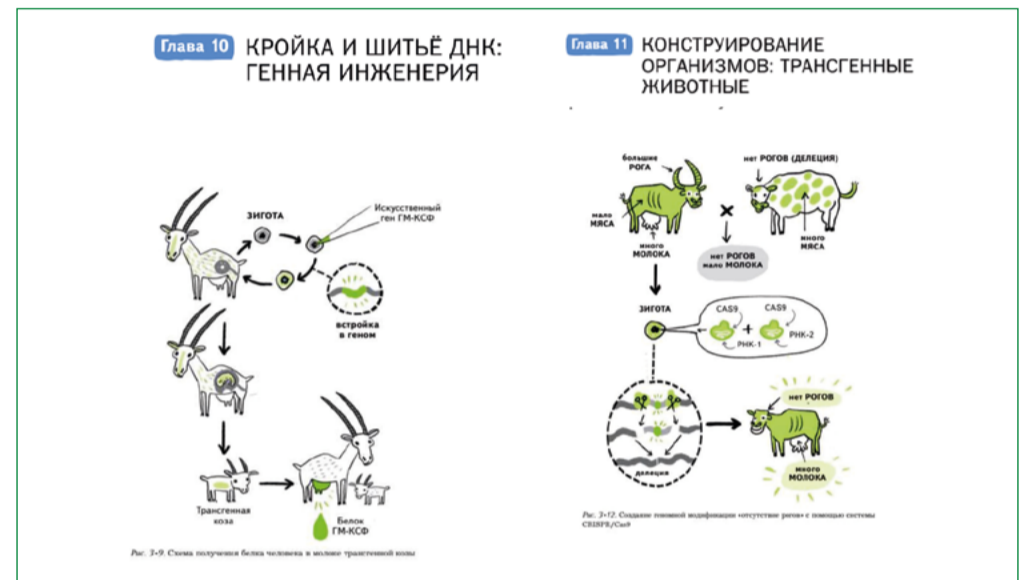 Глава 10
КРОЙКА И ШИТЬЁ ДНК:
ГЕННАЯ ИНЖЕНЕРИЯ
ЗИГОТА
Искусственный
ген ГМ-КСФ
встройка
в геном
Трансгенная
коза
Белок
ГМ-КСФ
Рис. 3-9. Схема получения белка человека в молоке трансгенной козы
Глава 11
КОНСТРУИРОВАНИЕ
ОРГАНИЗМОВ: ТРАНСГЕННЫЕ
ЖИВОТНЫЕ
большие
РОГА
нет РОГОВ (ДЕЛЕЦИЯ)
мало
МЯСА
много
МОЛОКА
много
МЯСА
нет РОГОВ
мало МОЛОКА
ЗИГОТА
CAS9
CAS9
РНК-1
+
РНК-2
делеция
нет РОГОВ
много
МОЛОКА
Рис. 3-12. Создание геномной модификации «отсутствие рогов» с помощью системы
CRISPR/Cas9